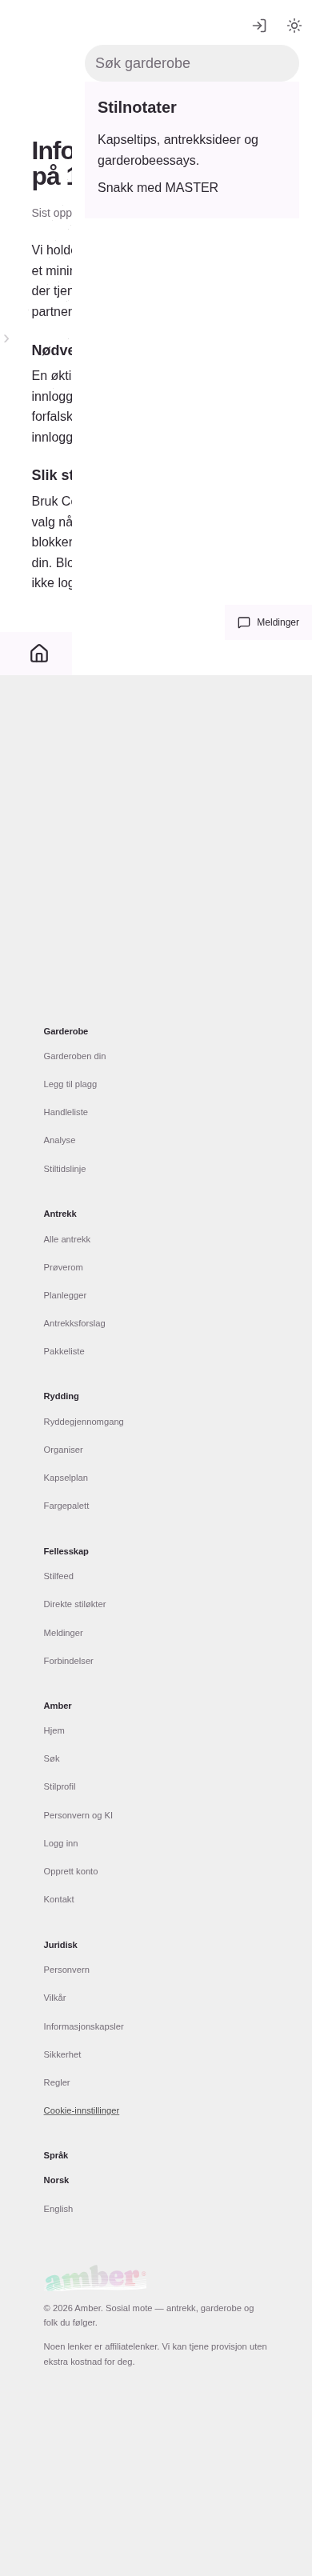 Søk garderobe
Stilnotater
Kapseltips, antrekksideer og
garderobeessays.
Snakk med MASTER
på
Sist opp
Vi holde
et minir
der tjer
partner
Nødve
En økti
innlogg
forfalsk
innlogg
Slik st
Bruk Co
valg nå
blokker
din. Blo
ikke log
Meldinger
Garderobe
Garderoben din
Legg til plagg
Handleliste
Analyse
Stiltidslinje
Antrekk
Alle antrekk
Prøverom
Planlegger
Antrekksforslag
Pakkeliste
Rydding
Ryddegjennomgang
Organiser
Kapselplan
Fargepalett
Fellesskap
Stilfeed
Direkte stiløkter
Meldinger
Forbindelser
Amber
Hjem
Søk
Stilprofil
Personvern og KI
Logg inn
Opprett konto
Kontakt
Juridisk
Personvern
Vilkår
Informasjonskapsler
Sikkerhet
Regler
Cookie-innstillinger
Språk
Norsk
English
amber
© 2026 Amber. Sosial mote — antrekk, garderobe og
folk du følger.
Noen lenker er affiliatelenker. Vi kan tjene provisjon uten
ekstra kostnad for deg.